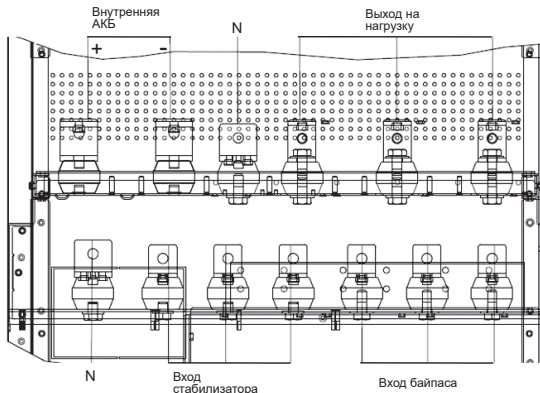 Внутренняя
АКБ
+ -
N
Выход на
нагрузку
N
Вход
стабилизатора
Вход байпаса